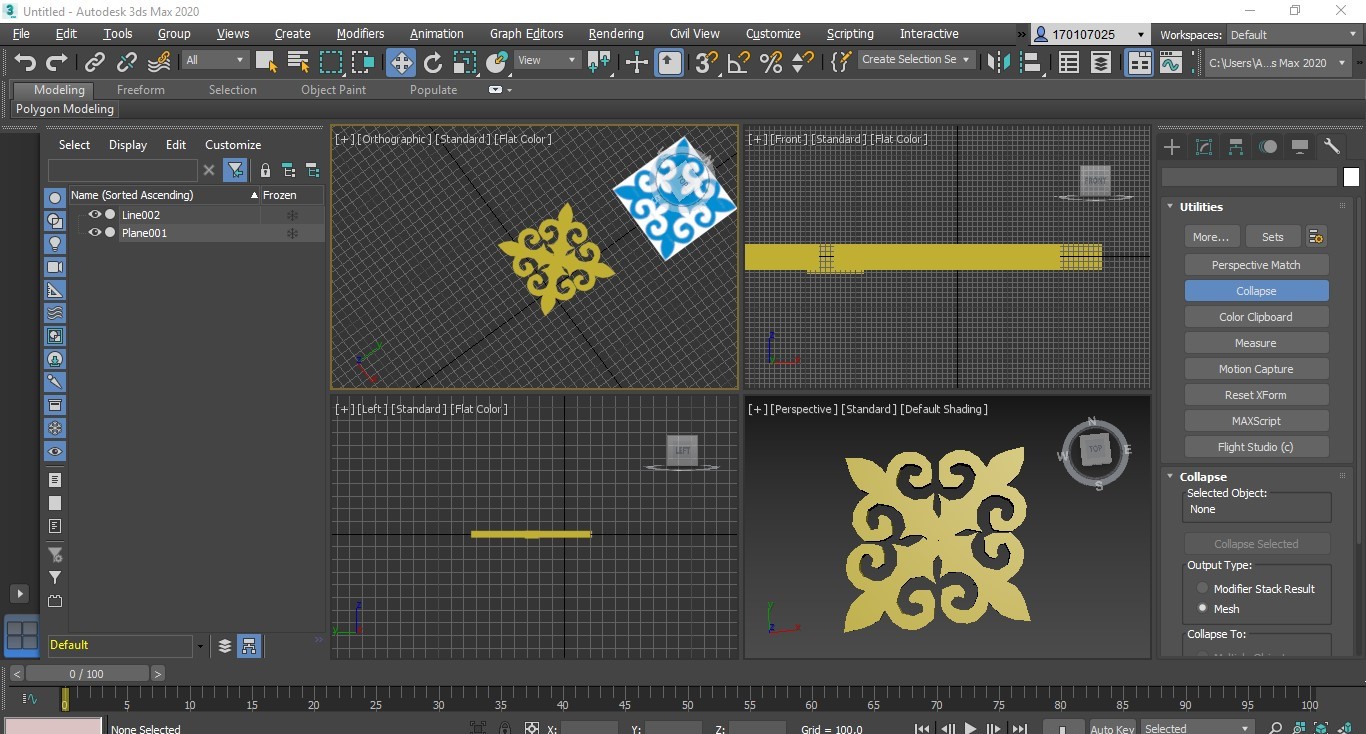 Untitled - Autodesk 3ds Max 2020
File Edit Tools Group Views Create Modifiers Animation Graph Editors Rendering Civil View Customize Scripting Interactive 170107025 Workspaces: Default
All View Create Selection Se C:\Users\A...s Max 2020
Modeling Freeform Selection Object Paint Populate
Polygon Modeling
Select Display Edit Customize
Name (Sorted Ascending) Frozen
Line002
Plane001
Default
[+] [Orthographic] [Standard] [Flat Color]
[+] [Front] [Standard] [Flat Color]
FRONT
[+] [Left] [Standard] [Flat Color]
LEFT
[+] [Perspective] [Standard] [Default Shading]
N
W TOP E
S
Utilities
More... Sets
Perspective Match
Collapse
Color Clipboard
Measure
Motion Capture
Reset XForm
MAXScript
Flight Studio (c)
Collapse
Selected Object:
None
Collapse Selected
Output Type:
Modifier Stack Result
Mesh
Collapse To:
< 0 / 100 >
0 5 10 15 20 25 30 35 40 45 50 55 60 65 70 75 80 85 90 95 100
None Selected X: Y: Z: Grid = 100,0 Auto Key Selected